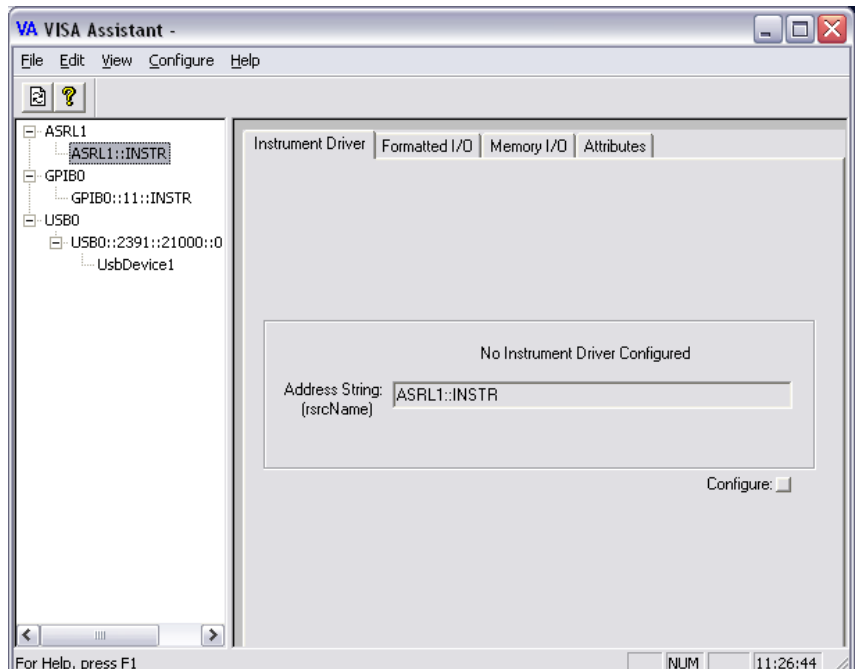 VA VISA Assistant -
File Edit View Configure Help
ASRL1
ASRL1::INSTR
GPIB0
GPIB0::11::INSTR
USB0
USB0::2391::21000::0
UsbDevice1
Instrument Driver Formatted I/O Memory I/O Attributes
No Instrument Driver Configured
Address String:
(rsrcName)
ASRL1::INSTR
Configure:
For Help, press F1
NUM
11:26:44